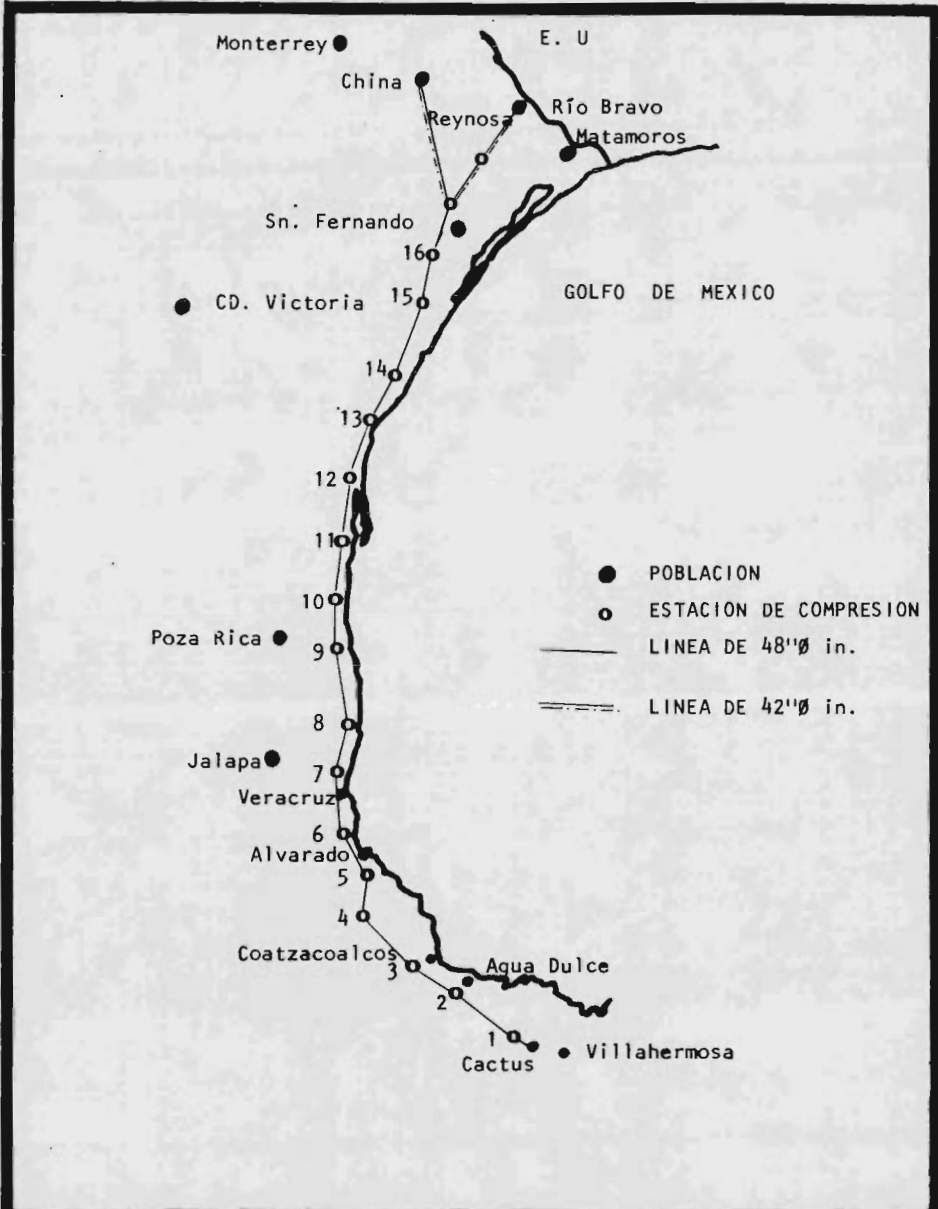 E. U
Monterrey
China
Reynosa
Río Bravo
Matamoros
Sn. Fernando
16
CD. Victoria
15
GOLFO DE MEXICO
14
13
12
11
POBLACION
10
ESTACION DE COMPRESION
Poza Rica
9
LINEA DE 48"Ø in.
LINEA DE 42"Ø in.
8
Jalapa
7
Veracruz
6
Alvarado
5
4
Coatzacoalcos
3
Agua Dulce
2
1
Cactus
Villahermosa